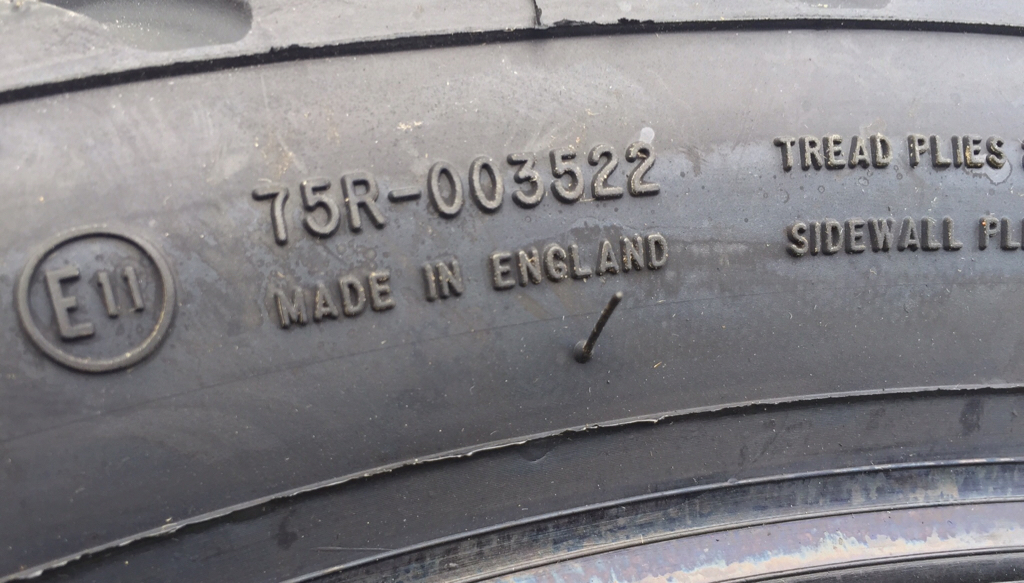 75R-003522
MADE IN ENGLAND
E11
TREAD PLIES
SIDEWALL